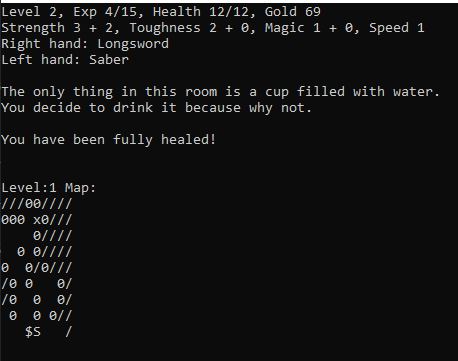 Level 2, Exp 4/15, Health 12/12, Gold 69
Strength 3 + 2, Toughness 2 + 0, Magic 1 + 0, Speed 1
Right hand: Longsword
Left hand: Saber

The only thing in this room is a cup filled with water.
You decide to drink it because why not.

You have been fully healed!


Level:1 Map:
///00////
000 x0///
    0////
  0 0////
0  0/0///
/0 0   0/
/0  0  0/
 0  0 0//
   $S   /